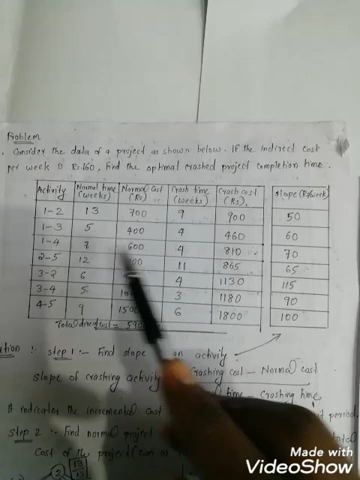 Problem
Consider the data of a project as shown below. If the indirect cost
per week is Rs.160, find the optimal crashed project completion time.
Activity Normal time (Weeks) Normal Cost (Rs) Crash time (Weeks) Crash cost (Rs) Slope (Rs/Week)
1-2 13 700 9 900 50
1-3 5 400 4 460 60
1-4 7 600 4 810 70
2-5 12 11 865 65
3-2 6 4 1130 115
3-4 5 3 1180 90
4-5 9 1500 6 1800 100
Total direct cost =
step 1 :- Find slope an activity
slope of crashing activity Crashing cost - Normal cost
time - crashing time
It indicates the incremental cost period
step 2 :- Find normal project
cost of the project
Made with
VideoShow